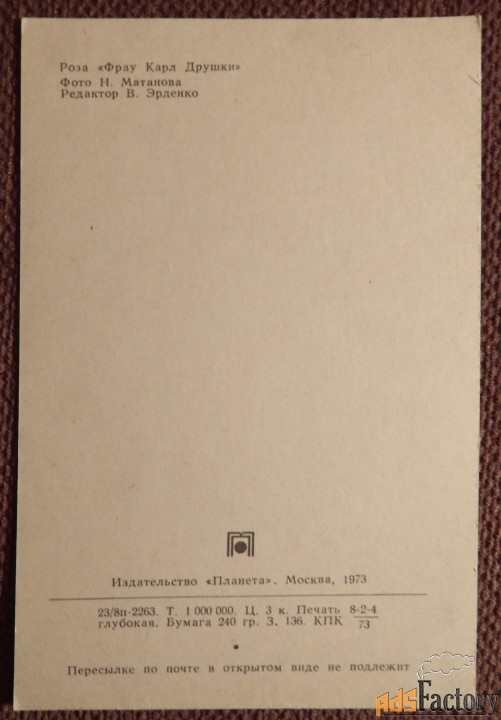 Роза «Фрау Карл Друшки»
Фото Н. Матанова
Редактор В. Эрденко
Издательство «Планета». Москва, 1973
23/8п-2263. Т. 1 000 000. Ц. 3 к. Печать 8-2-4
глубокая. Бумага 240 гр. З. 136. КПК 73
Пересылке по почте в открытом виде не подлежит
AdsFactory